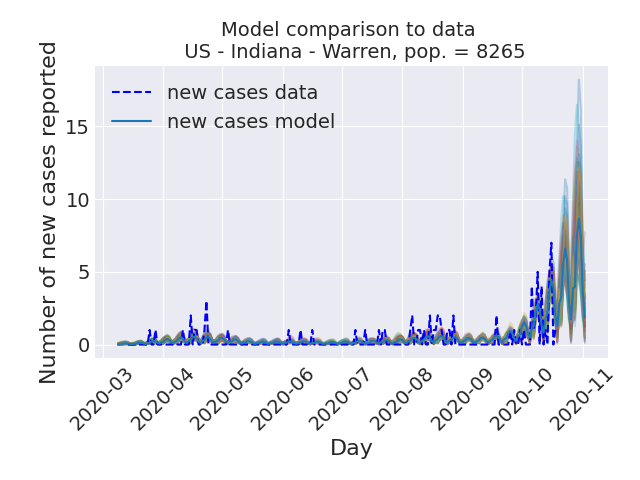 Model comparison to data
US - Indiana - Warren, pop. = 8265
new cases data
new cases model
Number of new cases reported
15
10
5
0
2020-03
2020-04
2020-05
2020-06
2020-07
2020-08
2020-09
2020-10
2020-11
Day